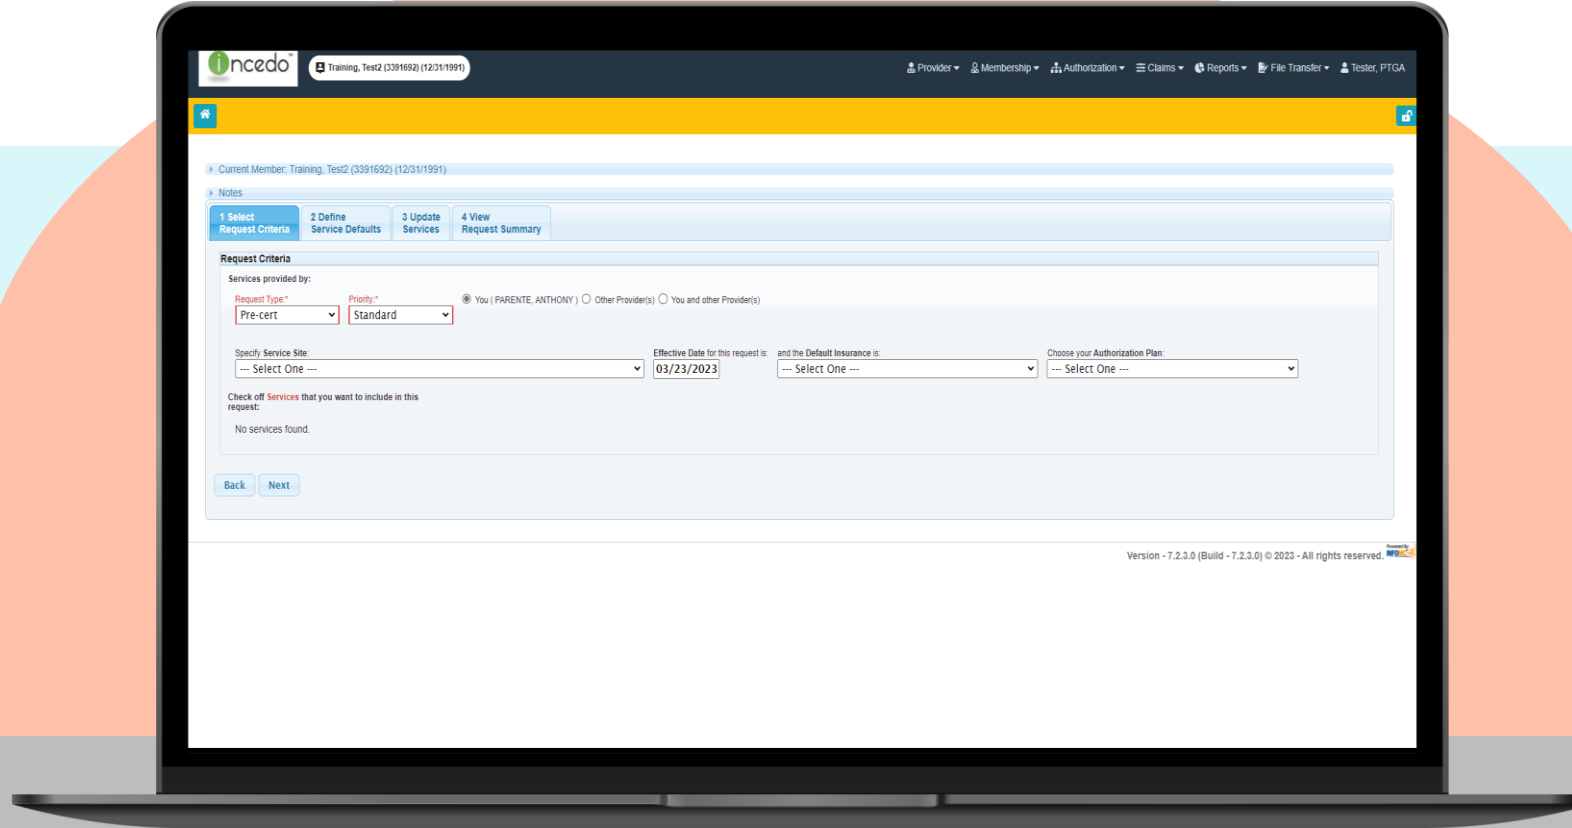 incedo™
Training, Test2 (3391692) (12/31/1991)
Provider
Membership
Authorization
Claims
Reports
File Transfer
Tester, PTGA
Current Member: Training, Test2 (3391692) (12/31/1991)
Notes
1 Select
Request Criteria
2 Define
Service Defaults
3 Update
Services
4 View
Request Summary
Request Criteria
Services provided by:
Request Type:*
Priority:*
Pre-cert
Standard
You ( PARENTE, ANTHONY )
Other Provider(s)
You and other Provider(s)
Specify Service Site:
Effective Date for this request is:
and the Default Insurance is:
Choose your Authorization Plan:
--- Select One ---
03/23/2023
--- Select One ---
--- Select One ---
Check off Services that you want to include in this
request:
No services found.
Back
Next
Version - 7.2.3.0 (Build - 7.2.3.0) © 2023 - All rights reserved.
Powered By